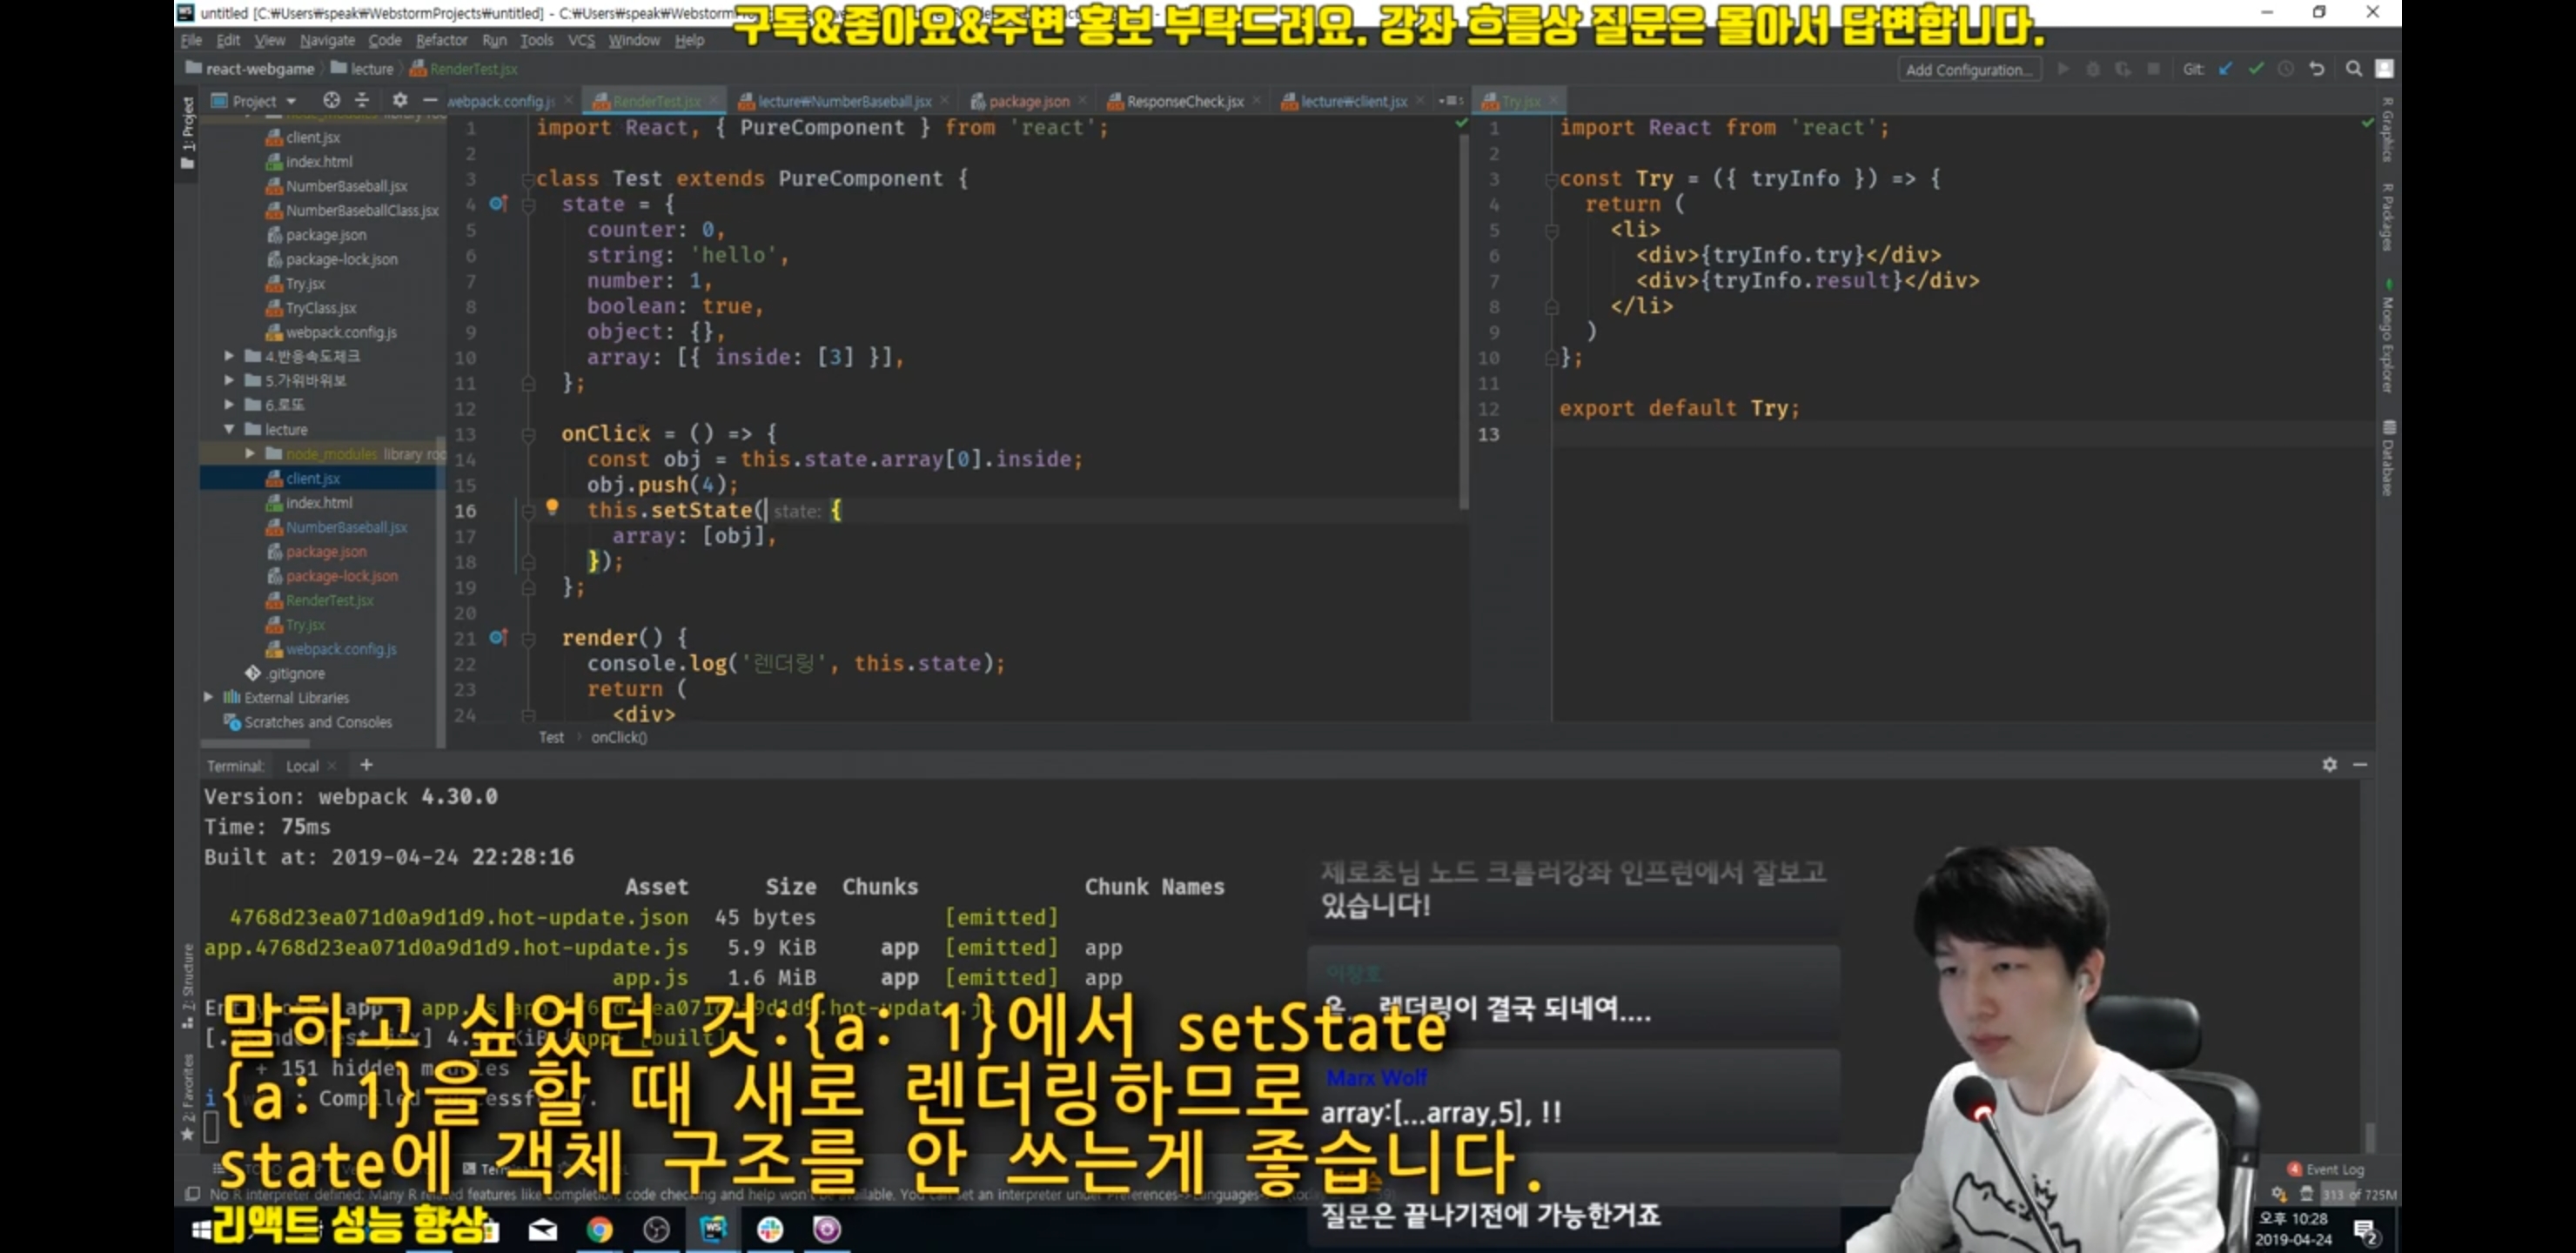 untitled [C:\Users\speak\WebstormProjects\untitled] - C:\Users\speak\WebstormPro
구독&좋아요&주변 홍보 부탁드려요. 강좌 흐름상 질문은 몰아서 답변합니다.
File Edit View Navigate Code Refactor Run Tools VCS Window Help
react-webgame lecture RenderTest.jsx
Add Configuration... Git:
1: Project
Project
webpack.config.js RenderTest.jsx lecture\NumberBaseball.jsx package.json ResponseCheck.jsx lecture\client.jsx
Try.jsx
node_modules library roo
client.jsx
index.html
NumberBaseball.jsx
NumberBaseballClass.jsx
package.json
package-lock.json
Try.jsx
TryClass.jsx
webpack.config.js
4.반응속도체크
5.가위바위보
6.로또
lecture
node_modules library roo
client.jsx
index.html
NumberBaseball.jsx
package.json
package-lock.json
RenderTest.jsx
Try.jsx
webpack.config.js
.gitignore
External Libraries
Scratches and Consoles
1 import React, { PureComponent } from 'react';
2
3 class Test extends PureComponent {
4 state = {
5 counter: 0,
6 string: 'hello',
7 number: 1,
8 boolean: true,
9 object: {},
10 array: [{ inside: [3] }],
11 };
12
13 onClick = () => {
14 const obj = this.state.array[0].inside;
15 obj.push(4);
16 this.setState( state: {
17 array: [obj],
18 });
19 };
20
21 render() {
22 console.log('렌더링', this.state);
23 return (
24 <div>
Test onClick()
1 import React from 'react';
2
3 const Try = ({ tryInfo }) => {
4 return (
5 <li>
6 <div>{tryInfo.try}</div>
7 <div>{tryInfo.result}</div>
8 </li>
9 )
10 };
11
12 export default Try;
13
R Graphics
R Packages
Mongo Explorer
Database
Terminal: Local +
Version: webpack 4.30.0
Time: 75ms
Built at: 2019-04-24 22:28:16
Asset Size Chunks Chunk Names
4768d23ea071d0a9d1d9.hot-update.json 45 bytes [emitted]
app.4768d23ea071d0a9d1d9.hot-update.js 5.9 KiB app [emitted] app
app.js 1.6 MiB app [emitted] app
+ 151 hidden modules
Z: Structure
2: Favorites
말하고 싶었던 것:{a: 1}에서 setState
{a: 1}을 할 때 새로 렌더링하므로
state에 객체 구조를 안 쓰는게 좋습니다.
제로초님 노드 크롤러강좌 인프런에서 잘보고
있습니다!
이창호
렌더링이 결국 되네여....
Marx Wolf
array:[...array,5], !!
질문은 끝나기전에 가능한거죠
4 Event Log
No R interpreter defined: Many R related features like completion, code checking and help won't be available. You can set an interpreter under Preferences->Languages->
313 of 725M
리액트 성능 향상
오후 10:28
2019-04-24
2